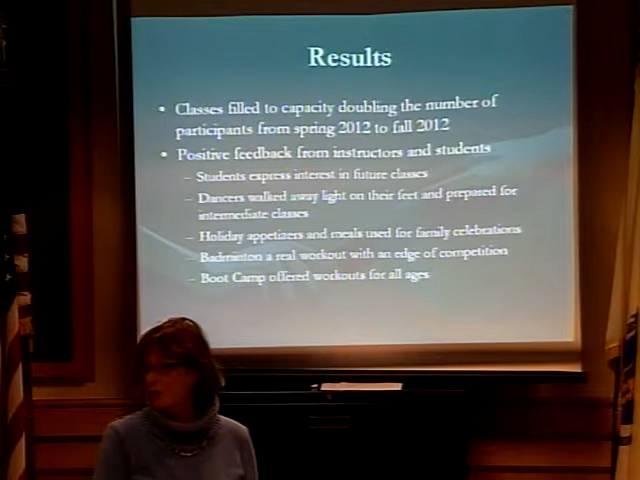 Results
• Classes filled to capacity doubling the number of
participants from spring 2012 to fall 2012
• Positive feedback from instructors and students
– Students express interest in future classes
– Dancers walked away light on their feet and prepared for
intermediate classes
– Holiday appetizers and meals used for family celebrations
– Badminton a real workout with an edge of competition
– Boot Camp offered workouts for all ages